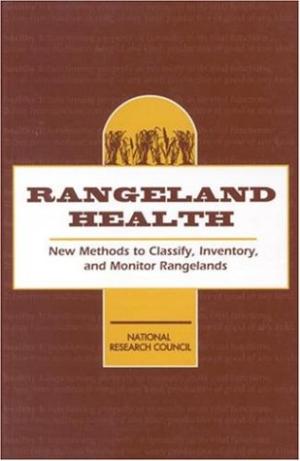 RANGELAND
HEALTH
New Methods to Classify, Inventory,
and Monitor Rangelands
NATIONAL
RESEARCH COUNCIL